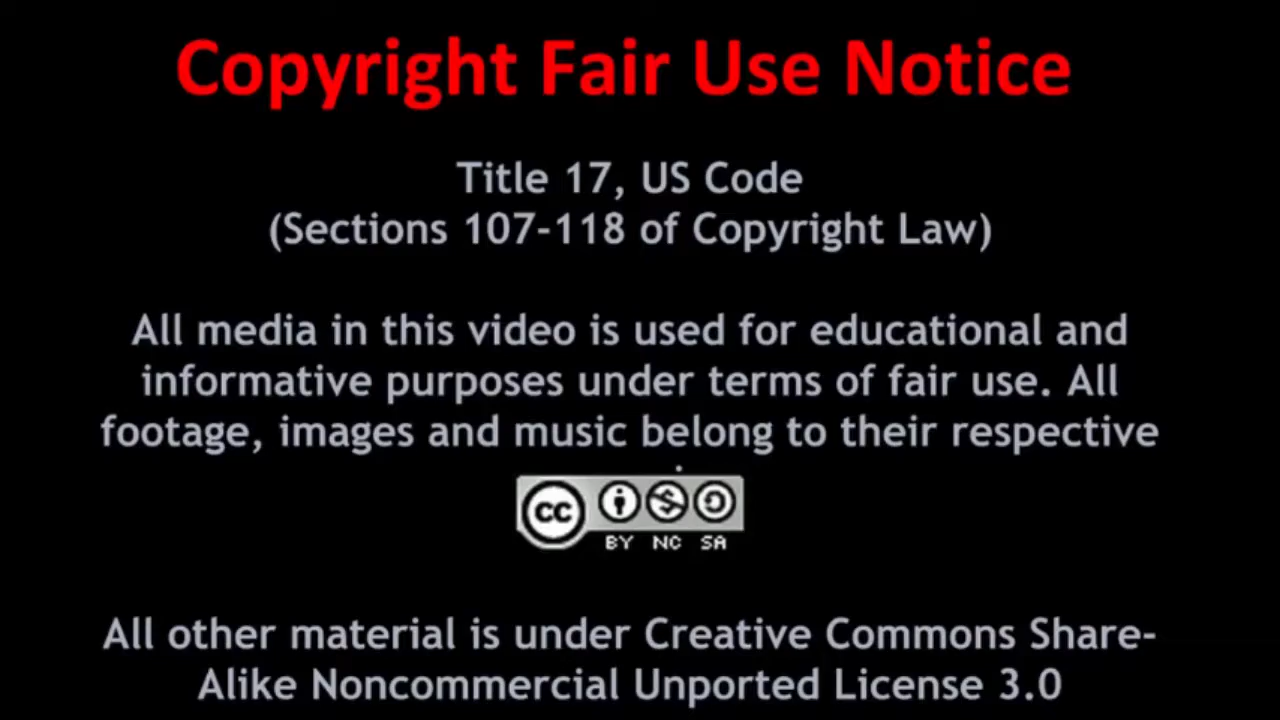 Copyright Fair Use Notice
Title 17, US Code
(Sections 107-118 of Copyright Law)
All media in this video is used for educational and
informative purposes under terms of fair use. All
footage, images and music belong to their respective
.
cc
BY NC SA
All other material is under Creative Commons Share-
Alike Noncommercial Unported License 3.0